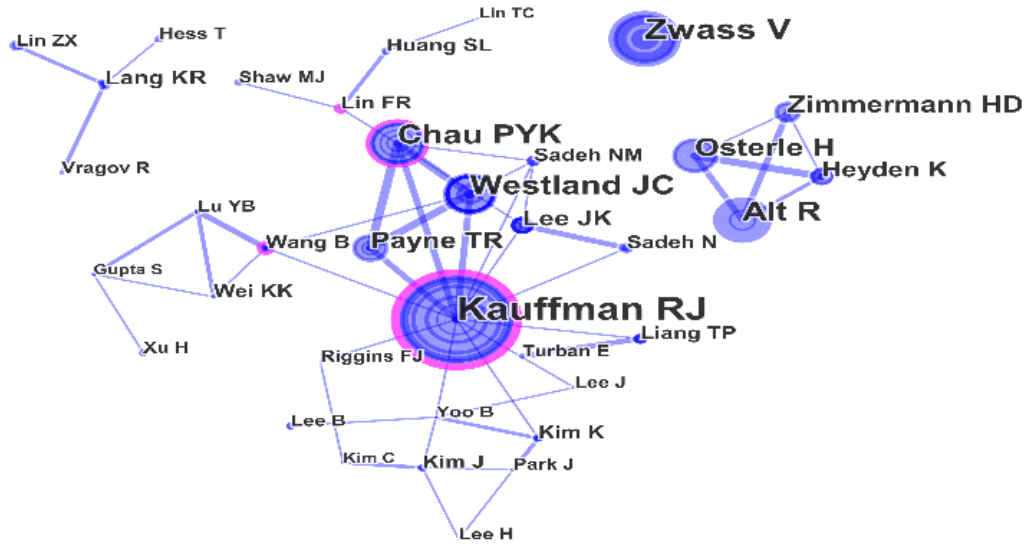 Lin TC
Zwass V
Lin ZX
Hess T
Huang SL
Lang KR
Shaw MJ
Lin FR
Zimmermann HD
Chau PYK
Osterle H
Sadeh NM
Vragov R
Heyden K
Westland JC
Lu YB
Lee JK
Alt R
Wang B
Payne TR
Sadeh N
Gupta S
Wei KK
Kauffman RJ
Liang TP
Xu H
Turban E
Riggins FJ
Lee J
Yoo B
Lee B
Kim K
Kim C
Kim J
Park J
Lee H